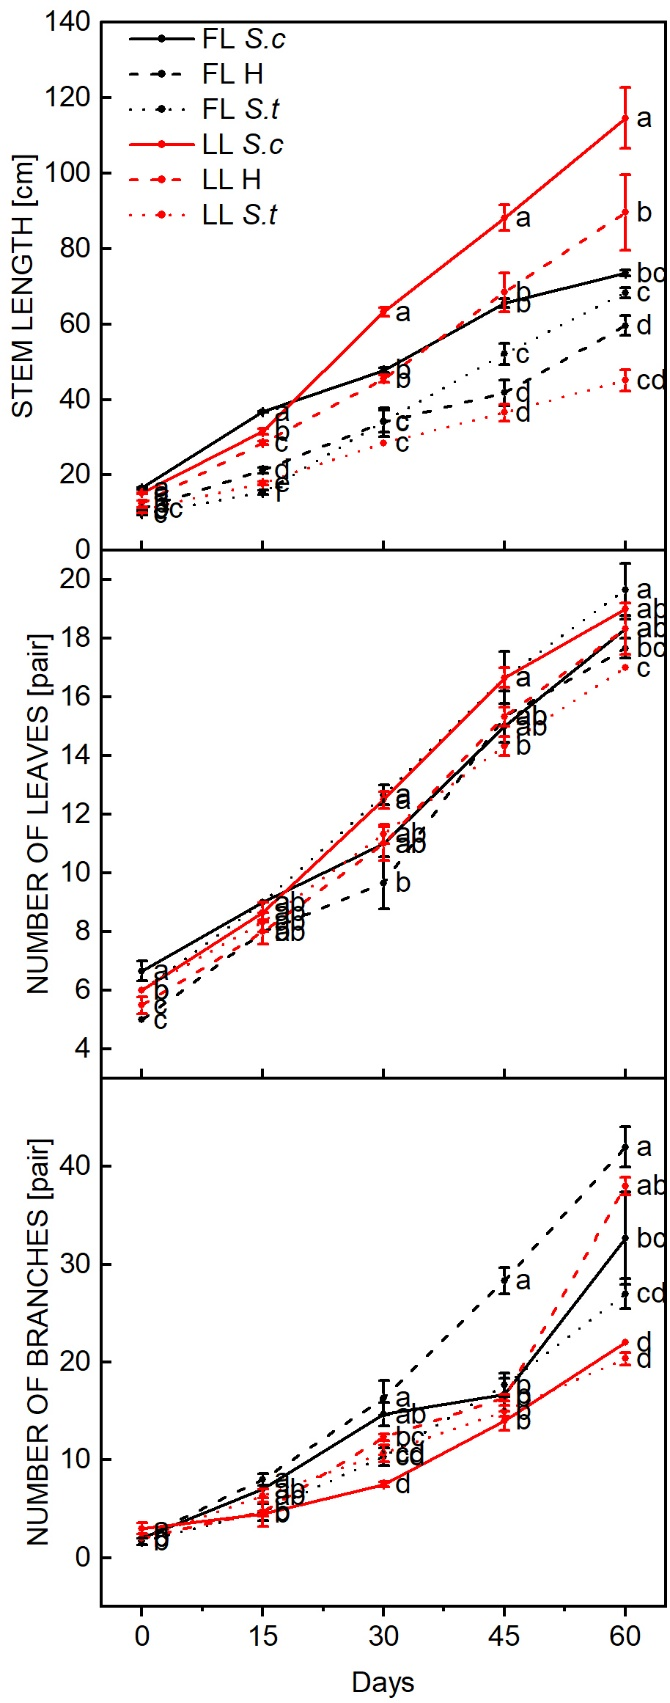 STEM LENGTH [cm]
140
120
100
80
60
40
20
0
FL S.c
FL H
FL S.t
LL S.c
LL H
LL S.t
a
b
c
d
e
f
a
b
b
c
c
a
b
b
c
d
d
a
b
bc
c
d
cd
NUMBER OF LEAVES [pair]
20
18
16
14
12
10
8
6
4
a
b
c
c
ab
ab
ab
ab
a
a
ab
ab
b
a
ab
ab
b
a
ab
ab
bc
c
NUMBER OF BRANCHES [pair]
40
30
20
10
0
a
b
a
ab
b
a
ab
bc
cd
cd
d
a
b
b
b
b
a
ab
bc
cd
d
d
0
15
30
45
60
Days